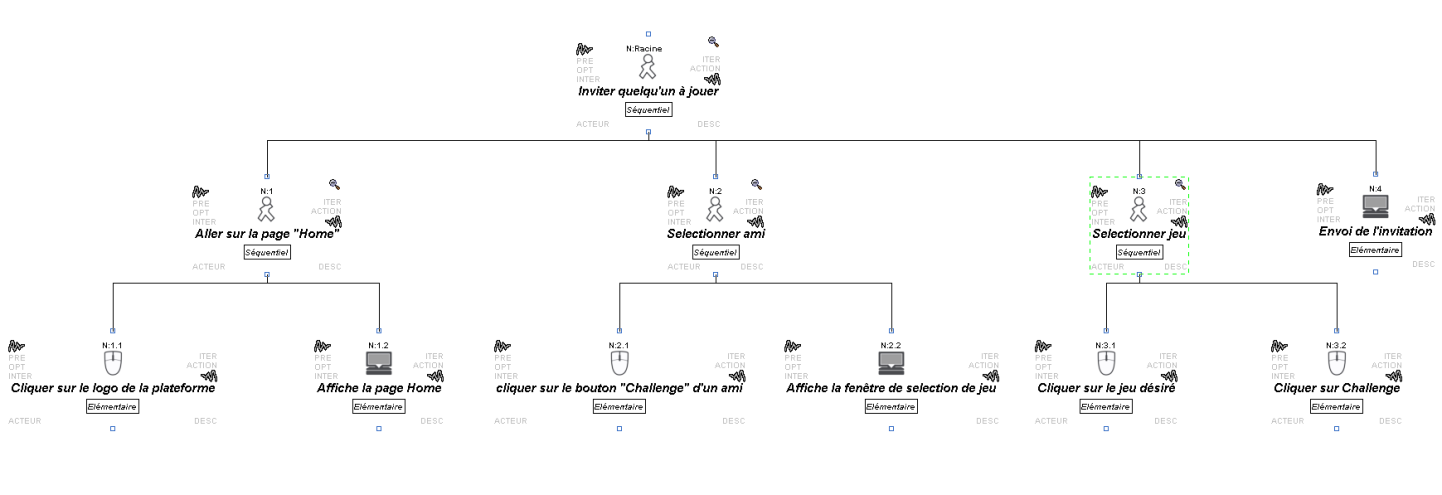 N:Racine
PRE
OPT
INTER
ITER
ACTION
Inviter quelqu'un à jouer
Séquentiel
ACTEUR
DESC
N:1
PRE
OPT
INTER
ITER
ACTION
Aller sur la page "Home"
Séquentiel
ACTEUR
DESC
N:2
PRE
OPT
INTER
ITER
ACTION
Selectionner ami
Séquentiel
ACTEUR
DESC
N:3
PRE
OPT
INTER
ITER
ACTION
Selectionner jeu
Séquentiel
ACTEUR
DESC
N:4
PRE
OPT
INTER
ITER
ACTION
Envoi de l'invitation
Elémentaire
DESC
N:1.1
PRE
OPT
INTER
ITER
ACTION
Cliquer sur le logo de la plateforme
Elémentaire
ACTEUR
DESC
N:1.2
PRE
OPT
INTER
ITER
ACTION
Affiche la page Home
Elémentaire
ACTEUR
DESC
N:2.1
PRE
OPT
INTER
ITER
ACTION
cliquer sur le bouton "Challenge" d'un ami
Elémentaire
ACTEUR
DESC
N:2.2
PRE
OPT
INTER
ITER
ACTION
Affiche la fenêtre de selection de jeu
Elémentaire
ACTEUR
DESC
N:3.1
PRE
OPT
INTER
ITER
ACTION
Cliquer sur le jeu désiré
Elémentaire
ACTEUR
DESC
N:3.2
PRE
OPT
INTER
ITER
ACTION
Cliquer sur Challenge
Elémentaire
ACTEUR
DESC